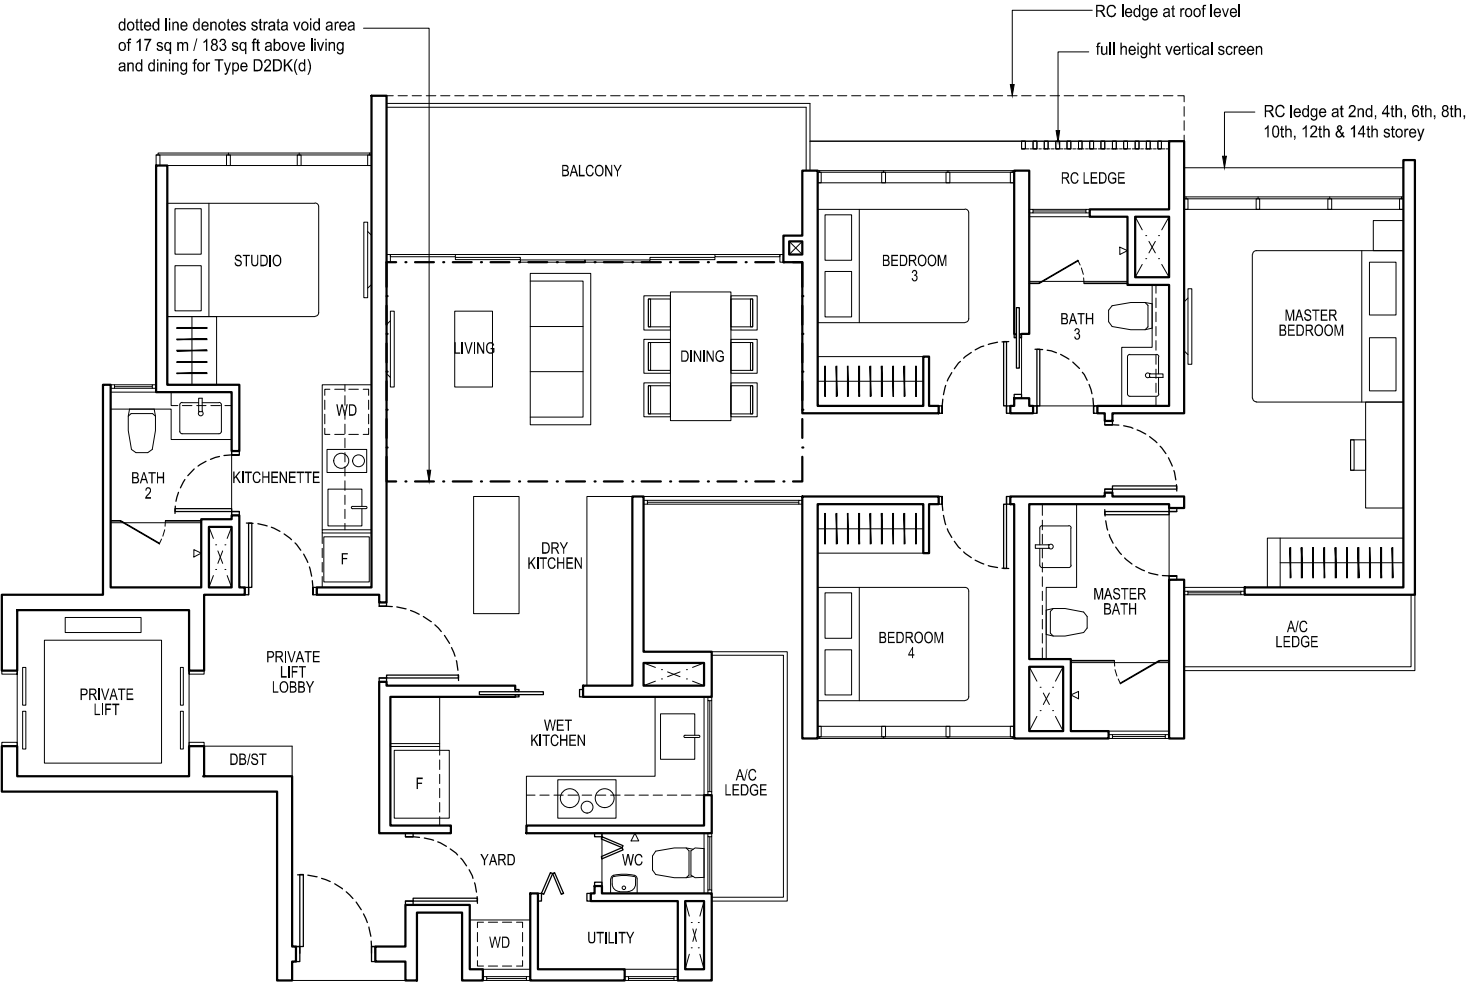 dotted line denotes strata void area
of 17 sq m / 183 sq ft above living
and dining for Type D2DK(d)
RC ledge at roof level
full height vertical screen
RC ledge at 2nd, 4th, 6th, 8th,
10th, 12th & 14th storey
BALCONY
RC LEDGE
STUDIO
BEDROOM
3
X
BATH
3
MASTER
BEDROOM
LIVING
DINING
WD
BATH
2
KITCHENETTE
X
F
DRY
KITCHEN
MASTER
BATH
BEDROOM
4
A/C
LEDGE
PRIVATE
LIFT
LOBBY
PRIVATE
LIFT
X
X
WET
KITCHEN
DB/ST
F
A/C
LEDGE
YARD
WC
WD
UTILITY
X